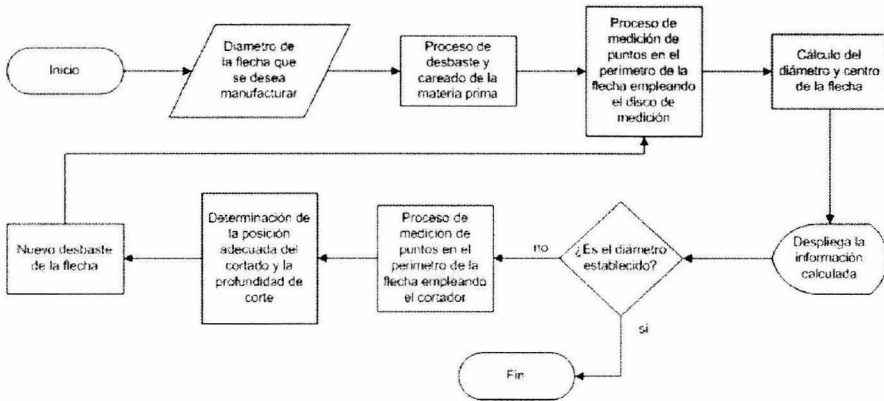 Inicio
Diametro de
la flecha que
se desea
manufacturar
Proceso de
desbaste y
careado de la
materia prima
Proceso de
medición de
puntos en el
perímetro de la
flecha empleando
el disco de
medición
Cálculo del
diámetro y centro
de la flecha
Despliega la
información
calculada
¿Es el diámetro
establecido?
no
si
Proceso de
medición de
puntos en el
perimetro de la
flecha empleando
el cortador
Determinación de
la posición
adecuada del
cortado y la
profundidad de
corte
Nuevo desbaste
de la flecha
Fin